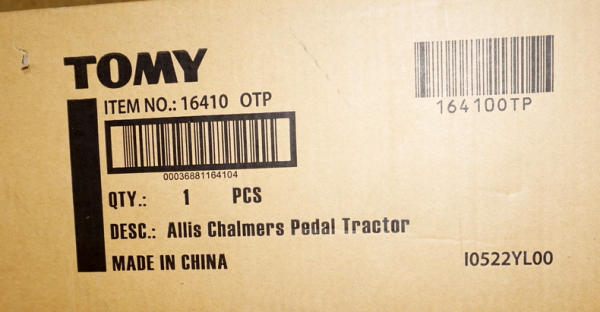 TOMY
ITEM NO.: 16410 OTP
164100TP
00036881164104
QTY.: 1 PCS
DESC.: Allis Chalmers Pedal Tractor
MADE IN CHINA
I0522YL00